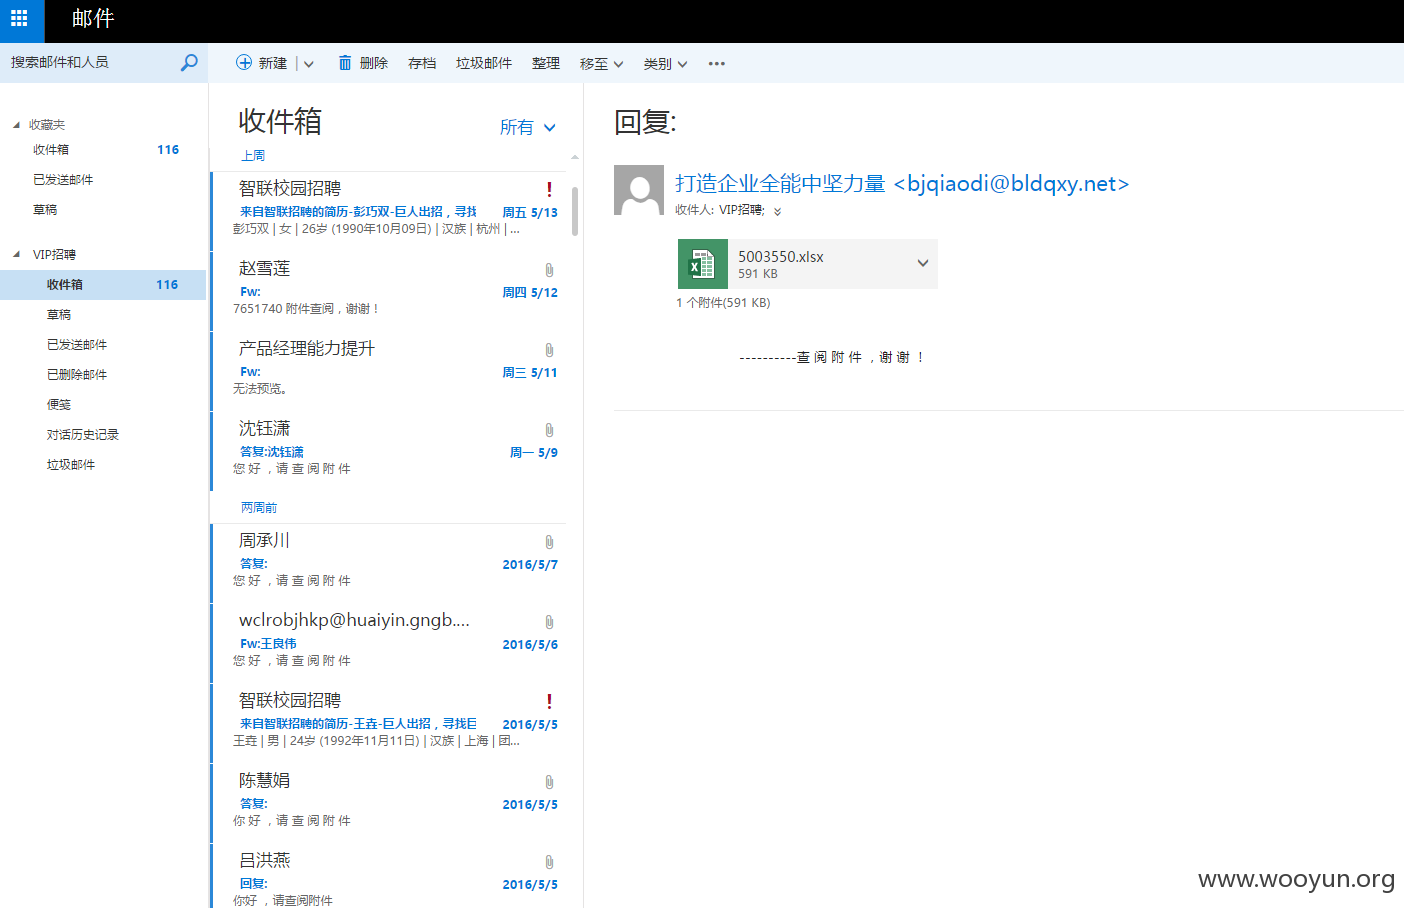 邮件
搜索邮件和人员
新建 | 删除 存档 垃圾邮件 整理 移至 类别 •••
收藏夹
收件箱 116
已发送邮件
草稿
VIP招聘
收件箱 116
草稿
已发送邮件
已删除邮件
便笺
对话历史记录
垃圾邮件
收件箱 所有
上周
智联校园招聘 !
来自智联招聘的简历-彭巧双-巨人出招，寻找 周五 5/13
彭巧双 | 女 | 26岁 (1990年10月09日) | 汉族 | 杭州 | ...
赵雪莲
Fw: 周四 5/12
7651740 附件查阅，谢谢！
产品经理能力提升
Fw: 周三 5/11
无法预览。
沈钰潇
答复:沈钰潇 周一 5/9
您 好 ，请 查 阅 附 件
两周前
周承川
答复: 2016/5/7
您 好 ，请 查 阅 附 件
wclrobjhkp@huaiyin.gngb....
Fw:王良伟 2016/5/6
您 好 ，请 查 阅 附 件
智联校园招聘 !
来自智联招聘的简历-王垚-巨人出招，寻找巨 2016/5/5
王垚 | 男 | 24岁 (1992年11月11日) | 汉族 | 上海 | 团...
陈慧娟
答复: 2016/5/5
你 好 ，请 查 阅 附 件
吕洪燕
回复: 2016/5/5
你好 ，请查阅附件
回复:
打造企业全能中坚力量 <bjqiaodi@bldqxy.net>
收件人: VIP招聘;
5003550.xlsx
591 KB
1 个附件(591 KB)
----------查 阅 附 件 ，谢 谢 ！
www.wooyun.org